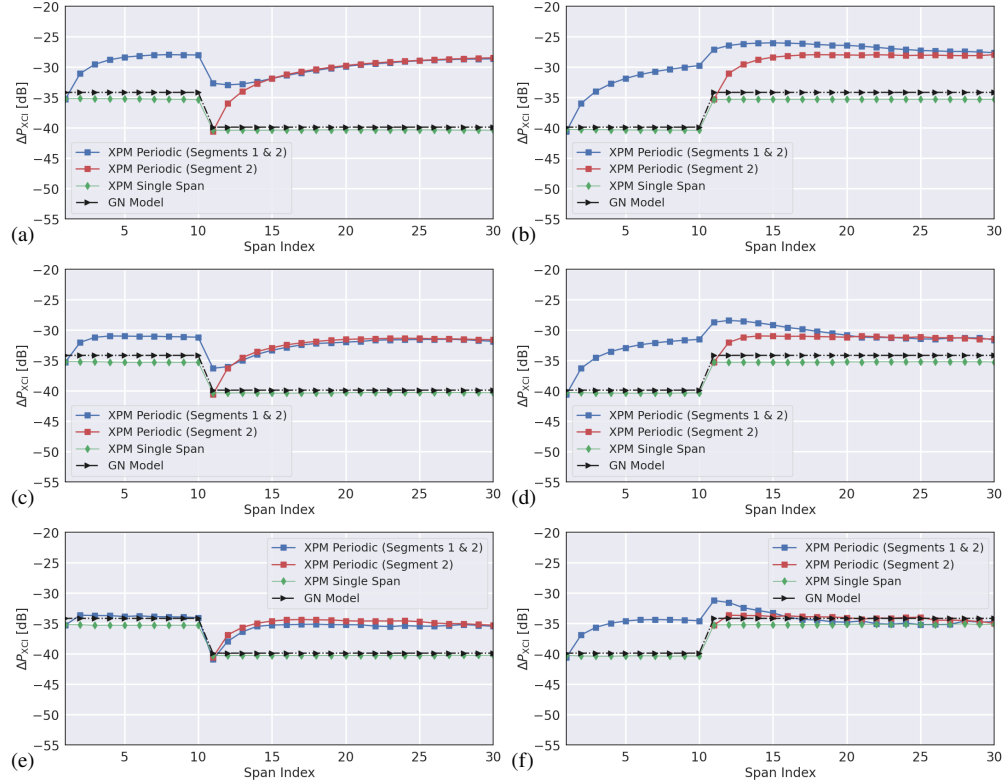 −20
−25
−30
−35
−40
−45
−50
−55
ΔP_XCI [dB]
XPM Periodic (Segments 1 & 2)
XPM Periodic (Segment 2)
XPM Single Span
GN Model
5 10 15 20 25 30
Span Index
(a)
−20
−25
−30
−35
−40
−45
−50
−55
ΔP_XCI [dB]
XPM Periodic (Segments 1 & 2)
XPM Periodic (Segment 2)
XPM Single Span
GN Model
5 10 15 20 25 30
Span Index
(b)
−20
−25
−30
−35
−40
−45
−50
−55
ΔP_XCI [dB]
XPM Periodic (Segments 1 & 2)
XPM Periodic (Segment 2)
XPM Single Span
GN Model
5 10 15 20 25 30
Span Index
(c)
−20
−25
−30
−35
−40
−45
−50
−55
ΔP_XCI [dB]
XPM Periodic (Segments 1 & 2)
XPM Periodic (Segment 2)
XPM Single Span
GN Model
5 10 15 20 25 30
Span Index
(d)
−20
−25
−30
−35
−40
−45
−50
−55
ΔP_XCI [dB]
XPM Periodic (Segments 1 & 2)
XPM Periodic (Segment 2)
XPM Single Span
GN Model
5 10 15 20 25 30
Span Index
(e)
−20
−25
−30
−35
−40
−45
−50
−55
ΔP_XCI [dB]
XPM Periodic (Segments 1 & 2)
XPM Periodic (Segment 2)
XPM Single Span
GN Model
5 10 15 20 25 30
Span Index
(f)